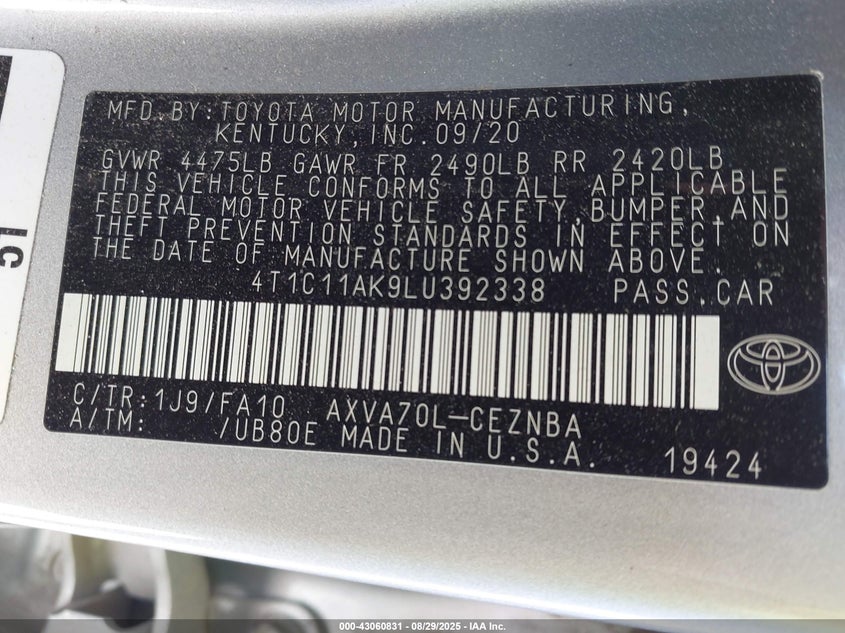 MFD.BY:TOYOTA MOTOR MANUFACTURING,
KENTUCKY, INC.09/20
GVWR 4475LB GAWR FR 2490LB RR 2420LB
THIS VEHICLE CONFORMS TO ALL APPLICABLE
FEDERAL MOTOR VEHICLE SAFETY,BUMPER,AND
THEFT PREVENTION STANDARDS IN EFFECT ON
THE DATE OF MANUFACTURE SHOWN ABOVE.
4T1C11AK9LU392338 PASS.CAR
C/TR:1J9/FA10 AXVA70L-CEZNBA
A/TM: /UB80E MADE IN U.S.A. 19424
LC
000-43060831 - 08/29/2025 - IAA Inc.